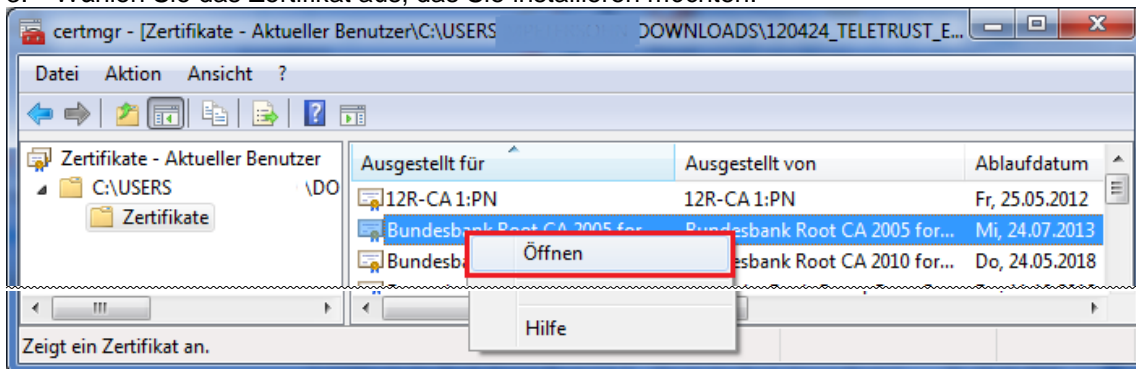 certmgr - [Zertifikate - Aktueller Benutzer\C:\USERS DOWNLOADS\120424_TELETRUST_E...
Datei Aktion Ansicht ?
Zertifikate - Aktueller Benutzer
C:\USERS \DO
Zertifikate
Ausgestellt für Ausgestellt von Ablaufdatum
12R-CA 1:PN 12R-CA 1:PN Fr, 25.05.2012
Bundesbank Root CA 2005 for... Bundesbank Root CA 2005 for... Mi, 24.07.2013
Bundesb esbank Root CA 2010 for... Do, 24.05.2018
Öffnen
Hilfe
Zeigt ein Zertifikat an.